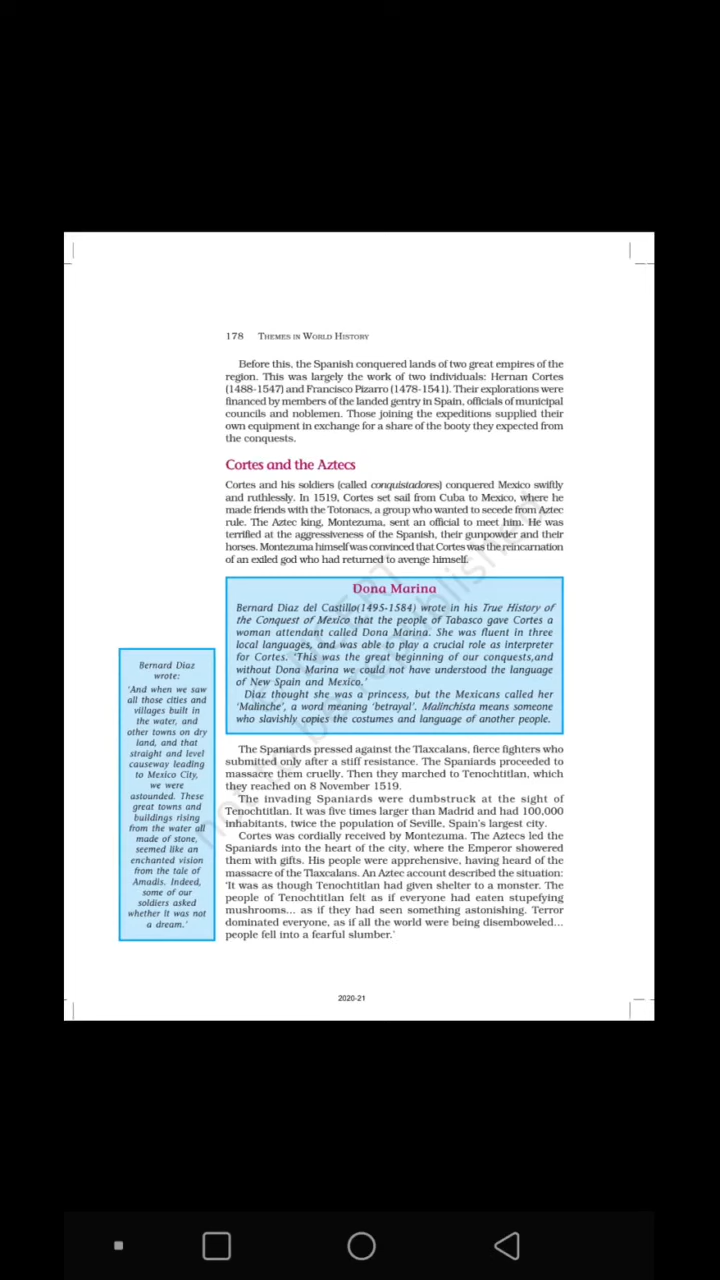 178 THEMES IN WORLD HISTORY
Before this, the Spanish conquered lands of two great empires of the
region. This was largely the work of two individuals: Hernan Cortes
(1488-1547) and Francisco Pizarro (1478-1541). Their explorations were
financed by members of the landed gentry in Spain, officials of municipal
councils and noblemen. Those joining the expeditions supplied their
own equipment in exchange for a share of the booty they expected from
the conquests.
Cortes and the Aztecs
Cortes and his soldiers (called conquistadores) conquered Mexico swiftly
and ruthlessly. In 1519, Cortes set sail from Cuba to Mexico, where he
made friends with the Totonacs, a group who wanted to secede from Aztec
rule. The Aztec king, Montezuma, sent an official to meet him. He was
terrified at the aggressiveness of the Spanish, their gunpowder and their
horses. Montezuma himself was convinced that Cortes was the reincarnation
of an exiled god who had returned to avenge himself.
Dona Marina
Bernard Diaz del Castillo(1495-1584) wrote in his True History of
the Conquest of Mexico that the people of Tabasco gave Cortes a
woman attendant called Dona Marina. She was fluent in three
local languages, and was able to play a crucial role as interpreter
for Cortes. 'This was the great beginning of our conquests,and
without Dona Marina we could not have understood the language
of New Spain and Mexico.'
Diaz thought she was a princess, but the Mexicans called her
'Malinche', a word meaning 'betrayal'. Malinchista means someone
who slavishly copies the costumes and language of another people.
Bernard Diaz
wrote:
'And when we saw
all those cities and
villages built in
the water, and
other towns on dry
land, and that
straight and level
causeway leading
to Mexico City,
we were
astounded. These
great towns and
buildings rising
from the water all
made of stone,
seemed like an
enchanted vision
from the tale of
Amadis. Indeed,
some of our
soldiers asked
whether it was not
a dream.'
The Spaniards pressed against the Tlaxcalans, fierce fighters who
submitted only after a stiff resistance. The Spaniards proceeded to
massacre them cruelly. Then they marched to Tenochtitlan, which
they reached on 8 November 1519.
The invading Spaniards were dumbstruck at the sight of
Tenochtitlan. It was five times larger than Madrid and had 100,000
inhabitants, twice the population of Seville, Spain's largest city.
Cortes was cordially received by Montezuma. The Aztecs led the
Spaniards into the heart of the city, where the Emperor showered
them with gifts. His people were apprehensive, having heard of the
massacre of the Tlaxcalans. An Aztec account described the situation:
'It was as though Tenochtitlan had given shelter to a monster. The
people of Tenochtitlan felt as if everyone had eaten stupefying
mushrooms... as if they had seen something astonishing. Terror
dominated everyone, as if all the world were being disemboweled...
people fell into a fearful slumber.'
2020-21